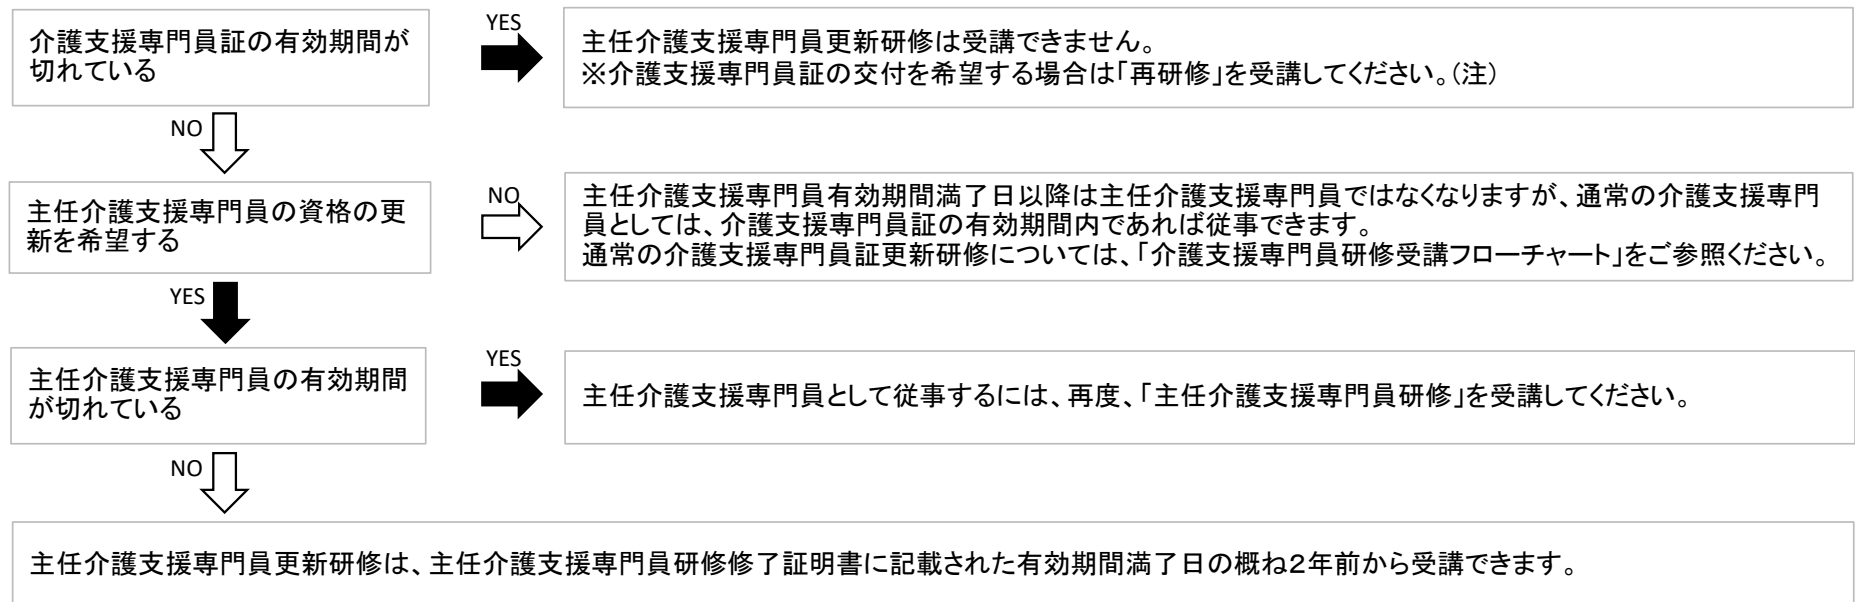 介護支援専門員証の有効期間が
切れている
YES
主任介護支援専門員更新研修は受講できません。
※介護支援専門員証の交付を希望する場合は「再研修」を受講してください。(注)
NO
主任介護支援専門員の資格の更
新を希望する
NO
主任介護支援専門員有効期間満了日以降は主任介護支援専門員ではなくなりますが、通常の介護支援専門
員としては、介護支援専門員証の有効期間内であれば従事できます。
通常の介護支援専門員証更新研修については、「介護支援専門員研修受講フローチャート」をご参照ください。
YES
主任介護支援専門員の有効期間
が切れている
YES
主任介護支援専門員として従事するには、再度、「主任介護支援専門員研修」を受講してください。
NO
主任介護支援専門員更新研修は、主任介護支援専門員研修修了証明書に記載された有効期間満了日の概ね2年前から受講できます。